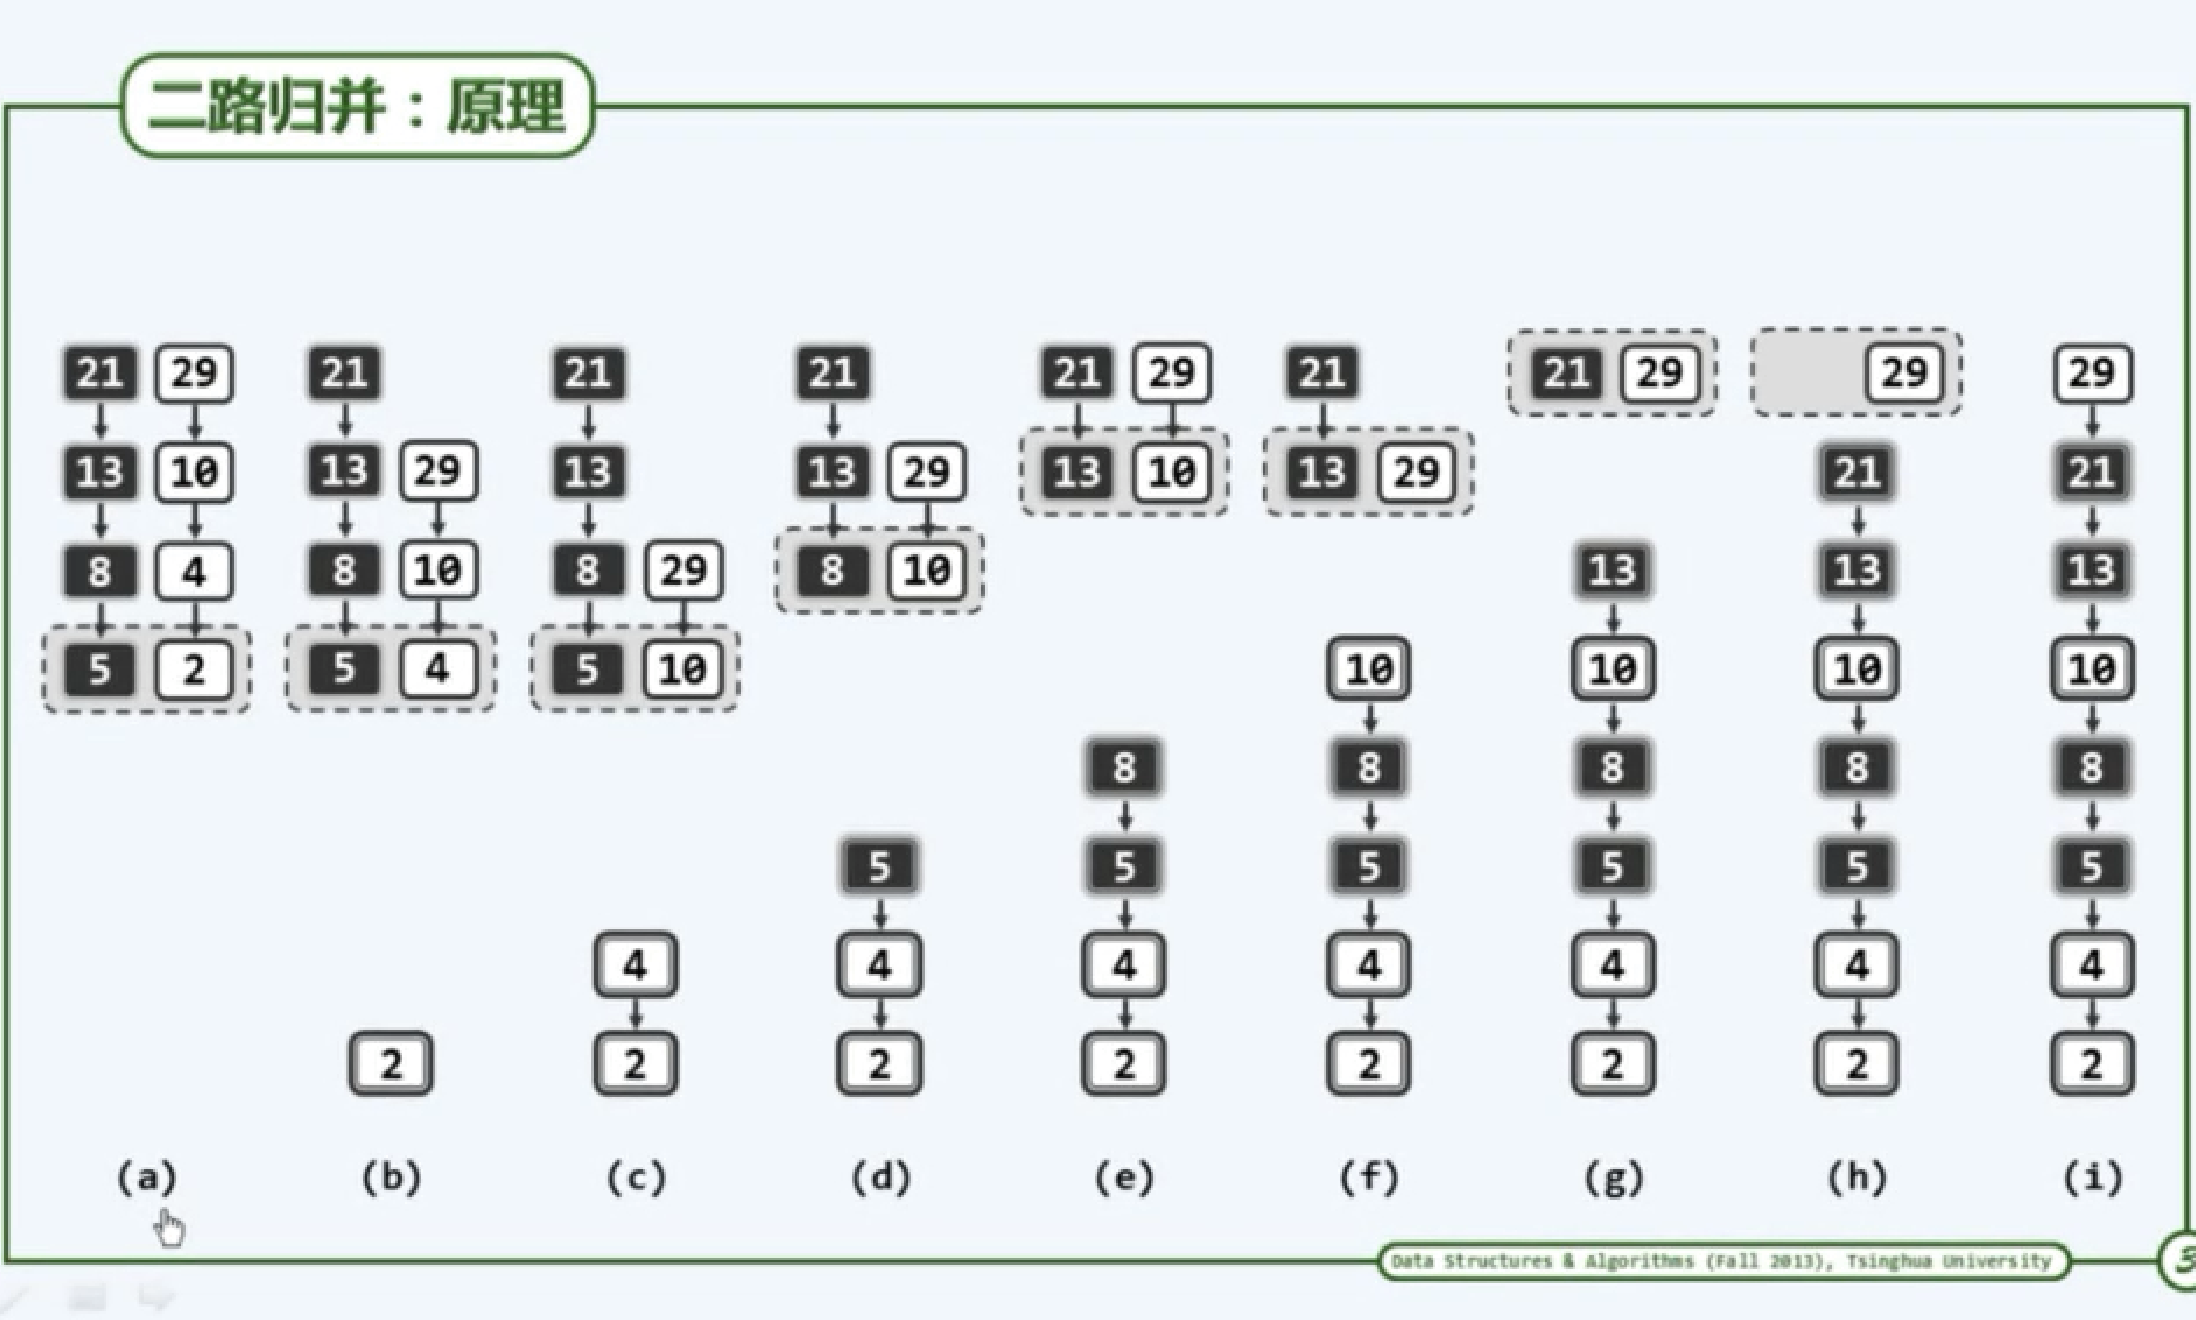 二路归并：原理
21 29 21 21 21 21 29 21 21 29 29 29
13 10 13 29 13 13 29 13 10 13 29 21 21
8 4 8 10 8 29 8 10 13 13 13
5 2 5 4 5 10 10 10 10 10
8 8 8 8 8
5 5 5 5 5 5
4 4 4 4 4 4 4
2 2 2 2 2 2 2 2
(a) (b) (c) (d) (e) (f) (g) (h) (i)
Data Structures & Algorithms (Fall 2013), Tsinghua University
3